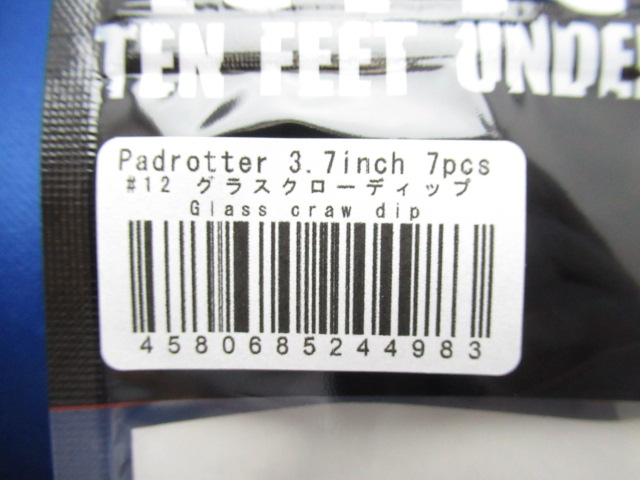 TEN FEET UNDER
Padrotter 3.7inch 7pcs
#12 グラスクローディップ
Glass craw dip
4580685244983